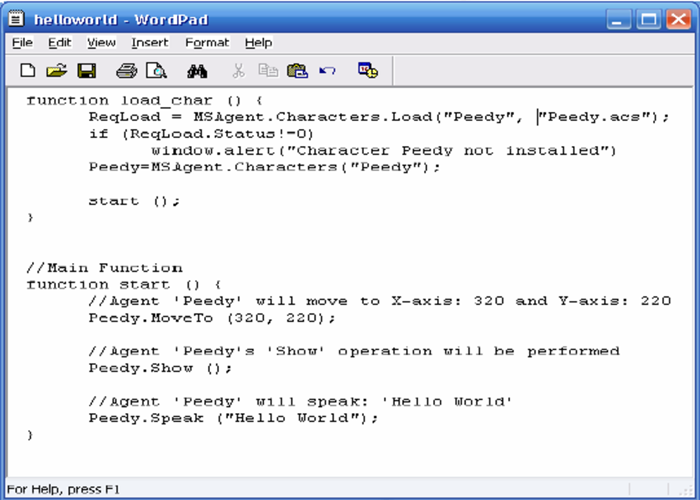 helloworld - WordPad
File Edit View Insert Format Help
function load_char () {
ReqLoad = MSAgent.Characters.Load("Peedy", "Peedy.acs");
if (ReqLoad.Status!=0)
window.alert("Character Peedy not installed")
Peedy=MSAgent.Characters("Peedy");
start ();
}
//Main Function
function start () {
//Agent 'Peedy' will move to X-axis: 320 and Y-axis: 220
Peedy.MoveTo (320, 220);
//Agent 'Peedy's 'Show' operation will be performed
Peedy.Show ();
//Agent 'Peedy' will speak: 'Hello World'
Peedy.Speak ("Hello World");
}
For Help, press F1